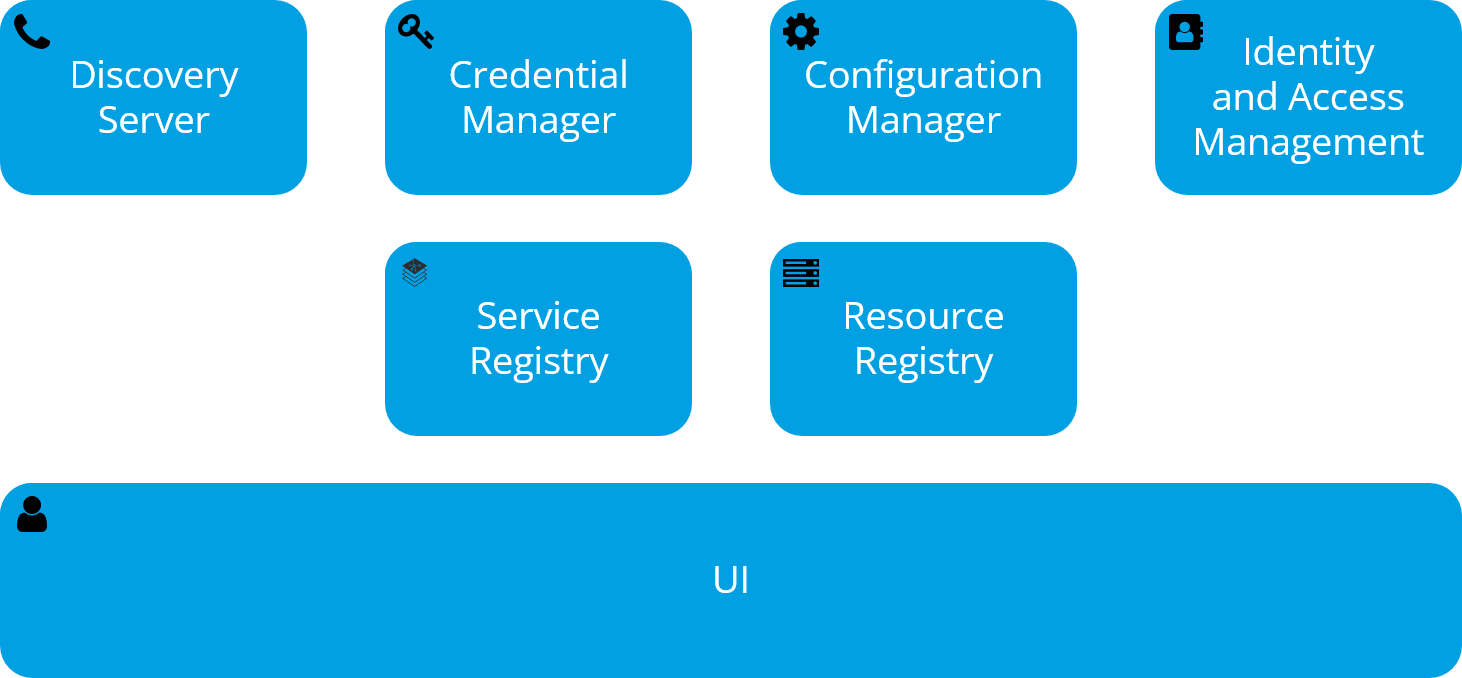 Discovery
Server
Credential
Manager
Configuration
Manager
Identity
and Access
Management
Service
Registry
Resource
Registry
UI